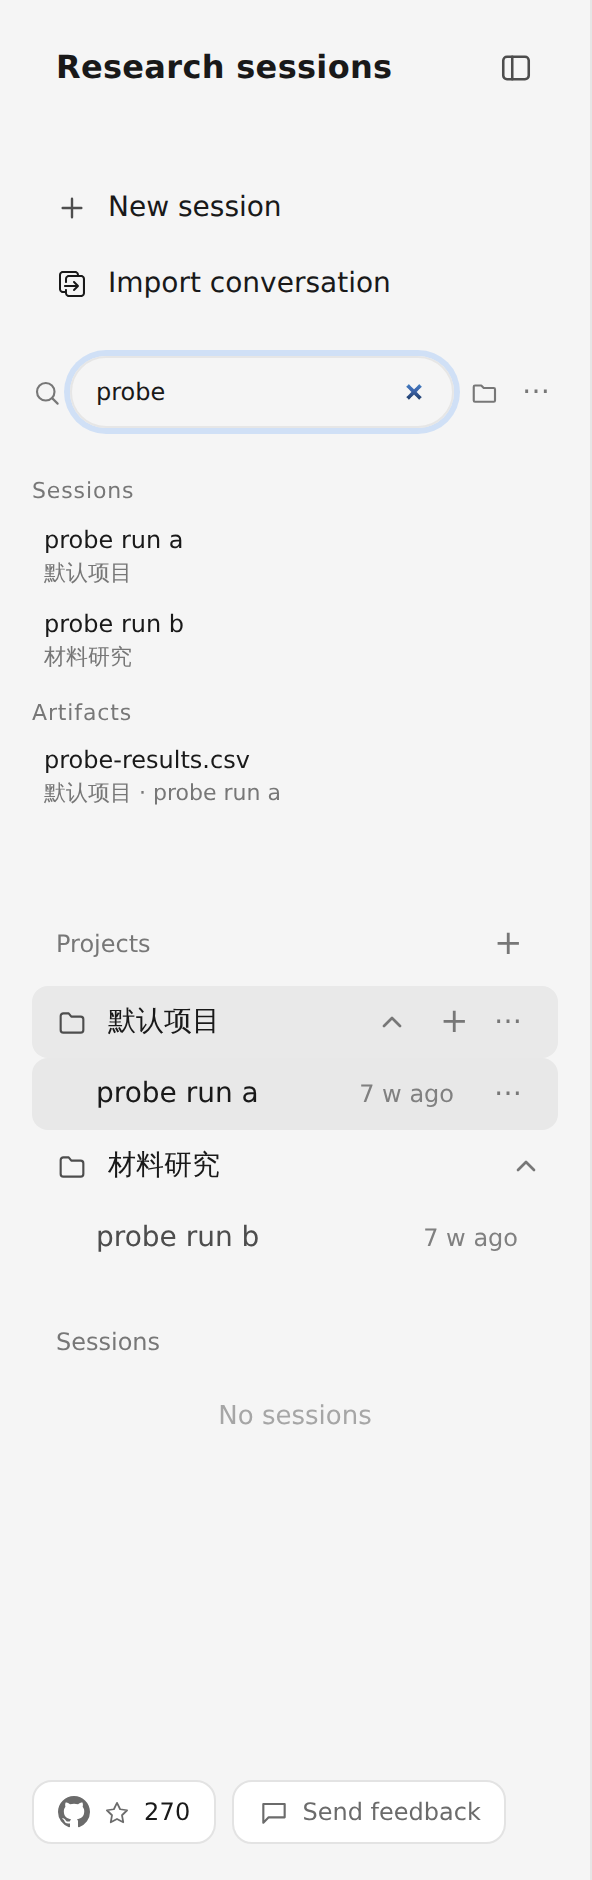 Research sessions
New session
Import conversation
probe
Sessions
probe run a
默认项目
probe run b
材料研究
Artifacts
probe-results.csv
默认项目 · probe run a
Projects
默认项目
probe run a 7 w ago
材料研究
probe run b 7 w ago
Sessions
No sessions
270 Send feedback